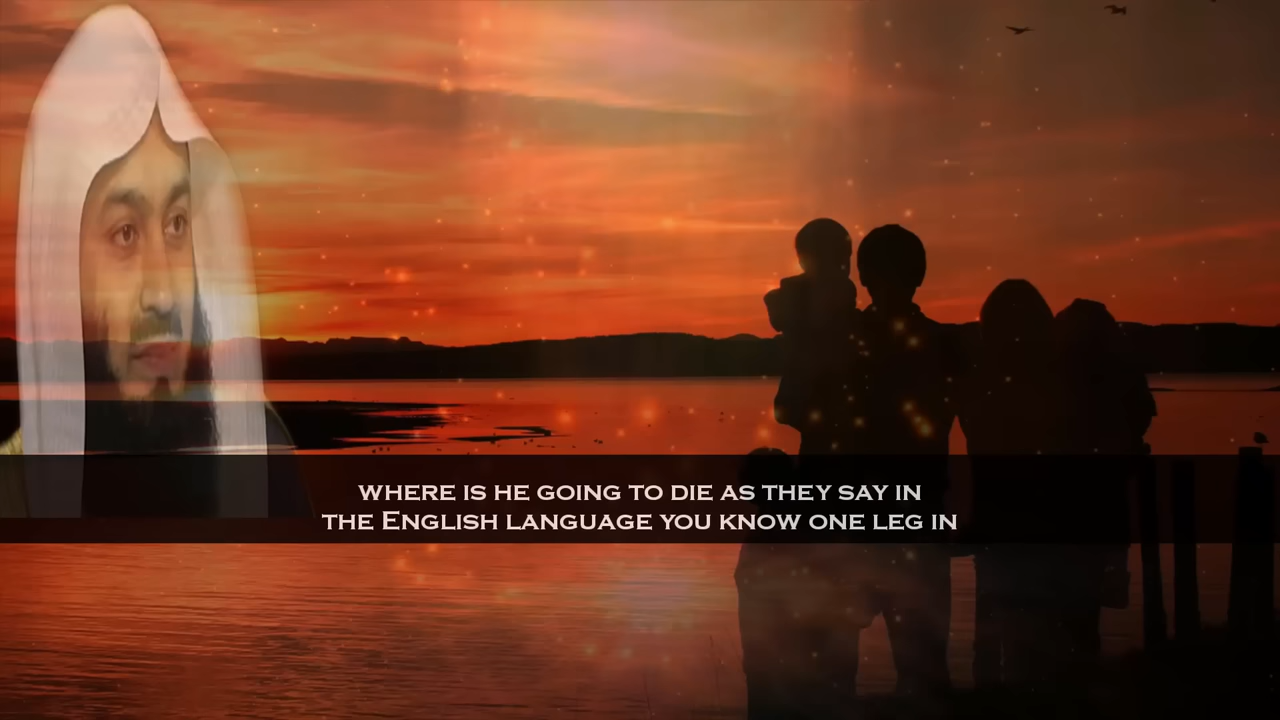 WHERE IS HE GOING TO DIE AS THEY SAY IN
THE ENGLISH LANGUAGE YOU KNOW ONE LEG IN